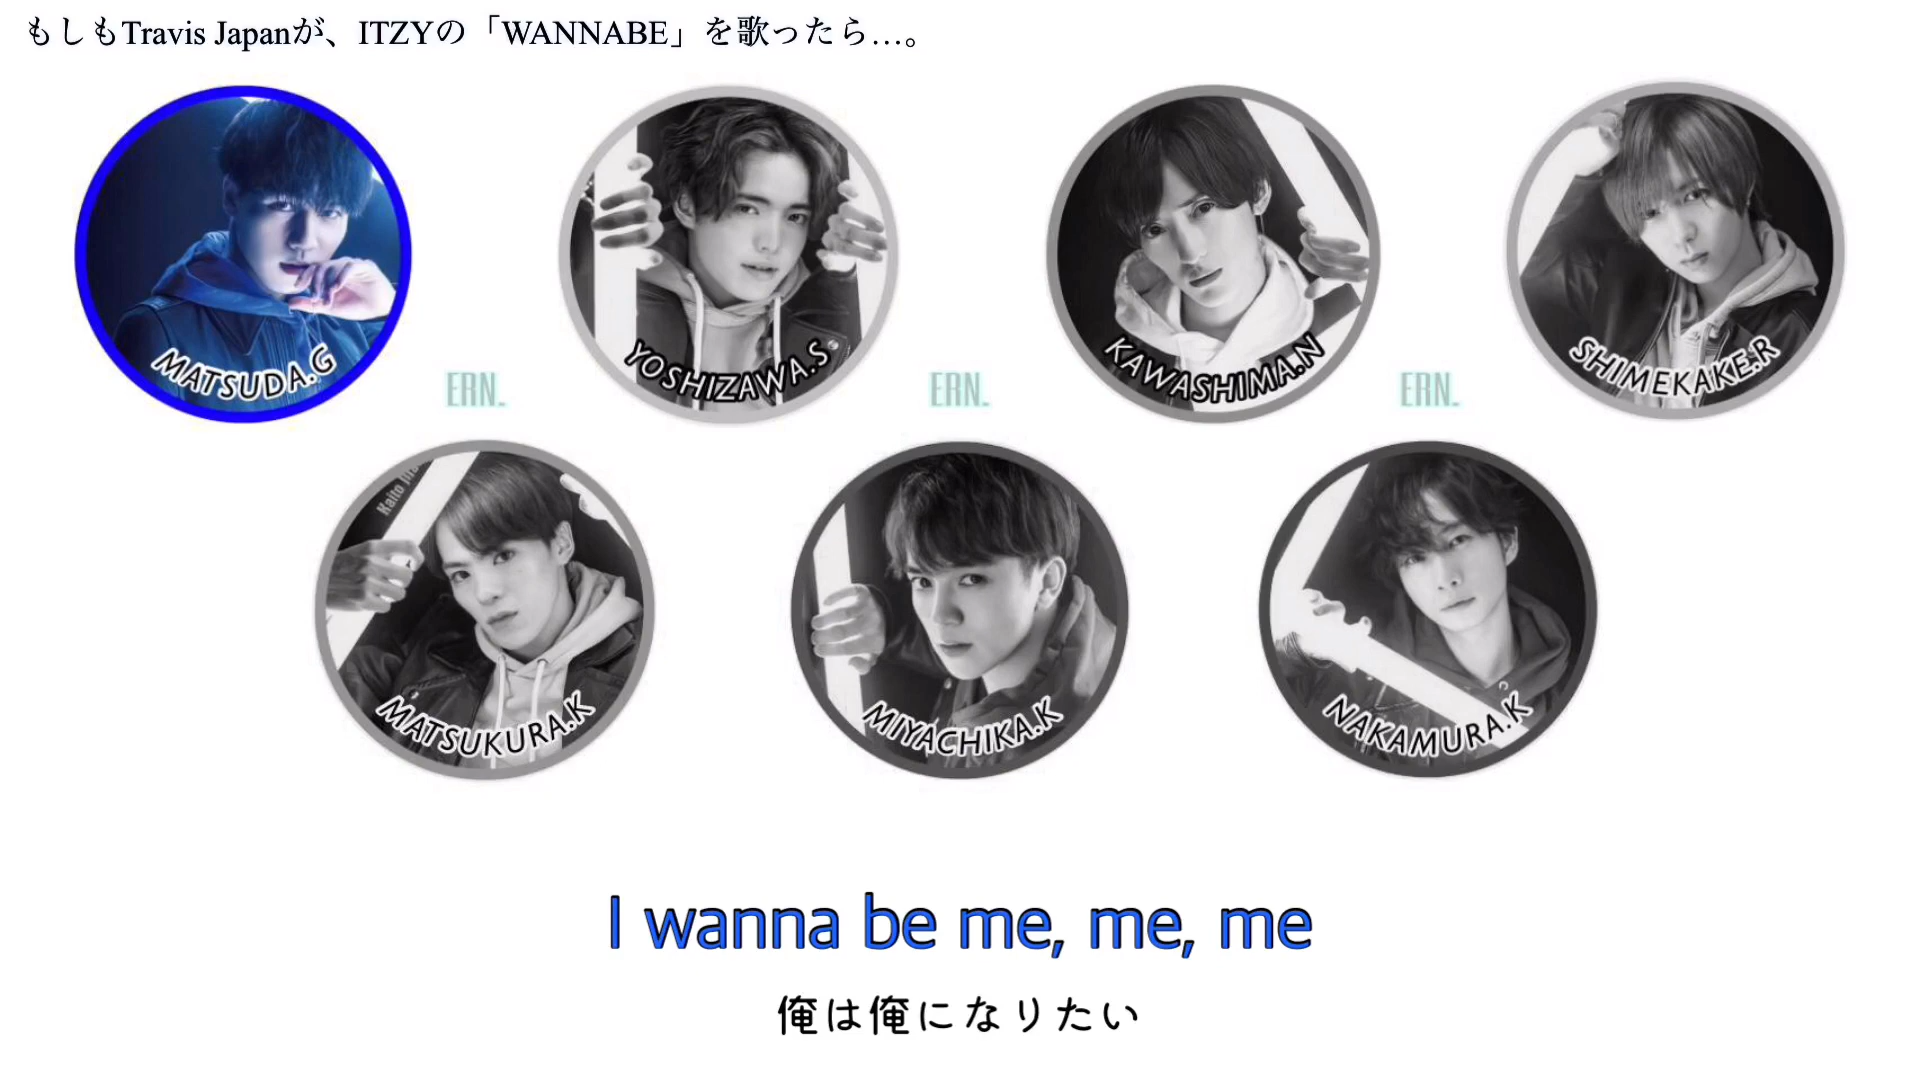 もしもTravis Japanが、ITZYの「WANNABE」を歌ったら…。
MATSUDA.G
YOSHIZAWA.S
KAWASHIMA.N
SHIMEKAKE.R
ERN.
ERN.
ERN.
Kaito
MATSUKURA.K
MIYACHIKA.K
NAKAMURA.K
I wanna be me, me, me
俺は俺になりたい